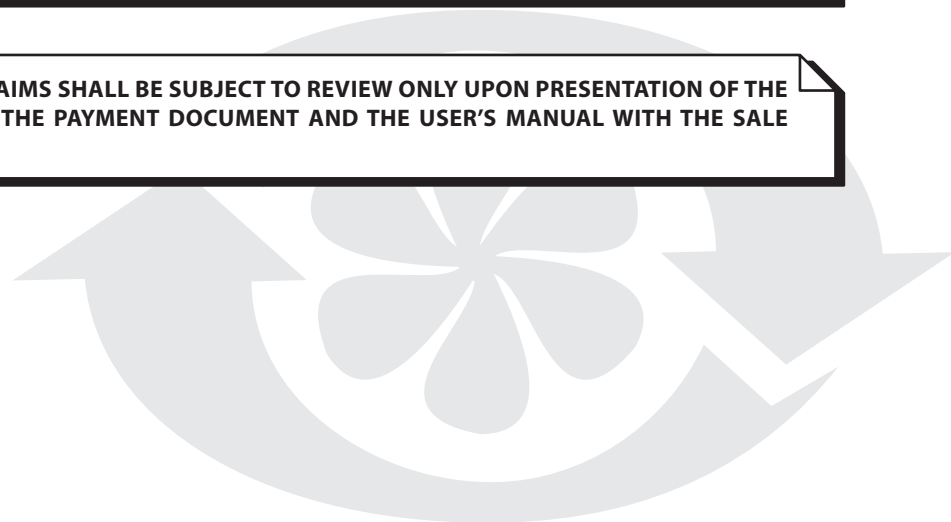 AIMS SHALL BE SUBJECT TO REVIEW ONLY UPON PRESENTATION OF THE
THE PAYMENT DOCUMENT AND THE USER'S MANUAL WITH THE SALE